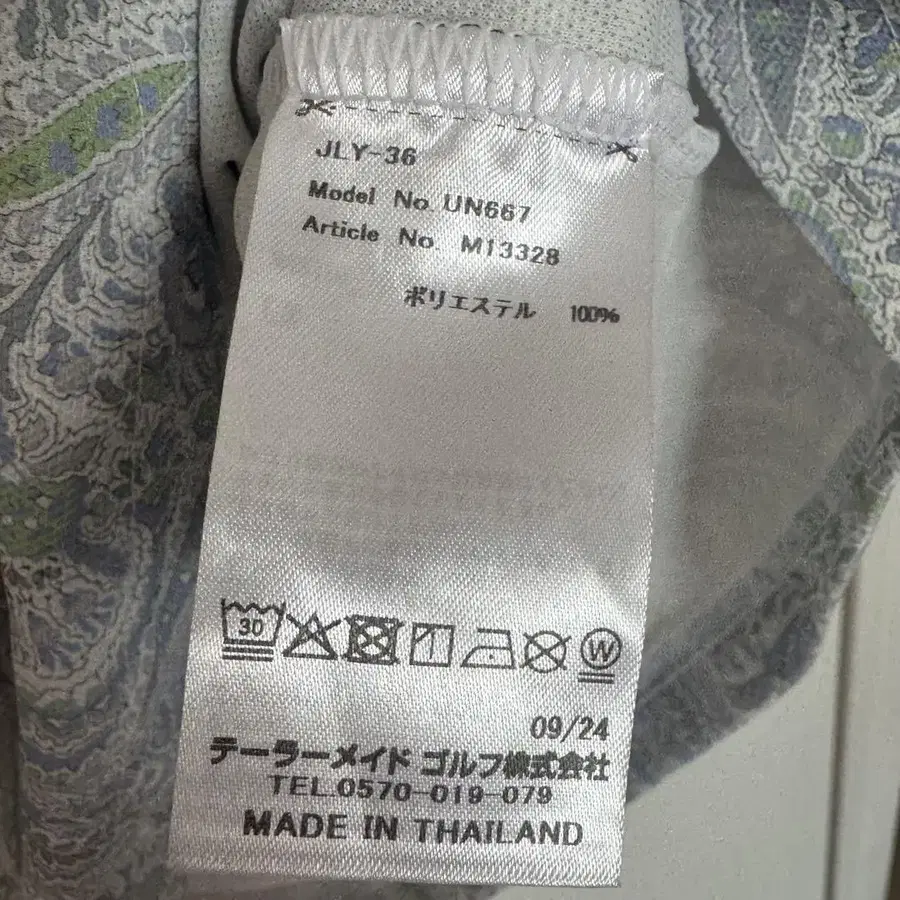 JLY-36
Model No. UN667
Article No. M13328
ポリエステル 100%
30
W
09/24
テーラーメイド ゴルフ株式会社
TEL.0570-019-079
MADE IN THAILAND